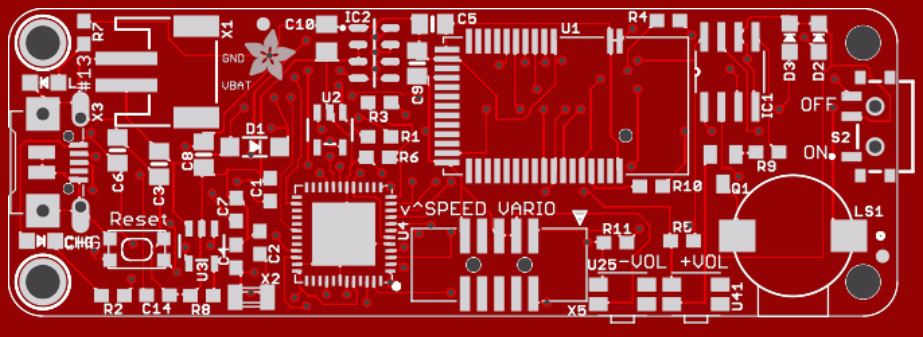 R7
X1
C10
IC2
C5
U1
R4
GND
VBAT
#13
L
X3
C9
U2
R3
R1
R6
D1
C8
C6
C3
C1
C7
C4
C2
IC1
D3
D2
OFF
ON
S2
R9
R10
Q1
LS1
Reset
CHG
U3
U4
v^SPEED VARIO
R11
R5
U25
-VOL
+VOL
U41
X5
X2
R2
C14
R8